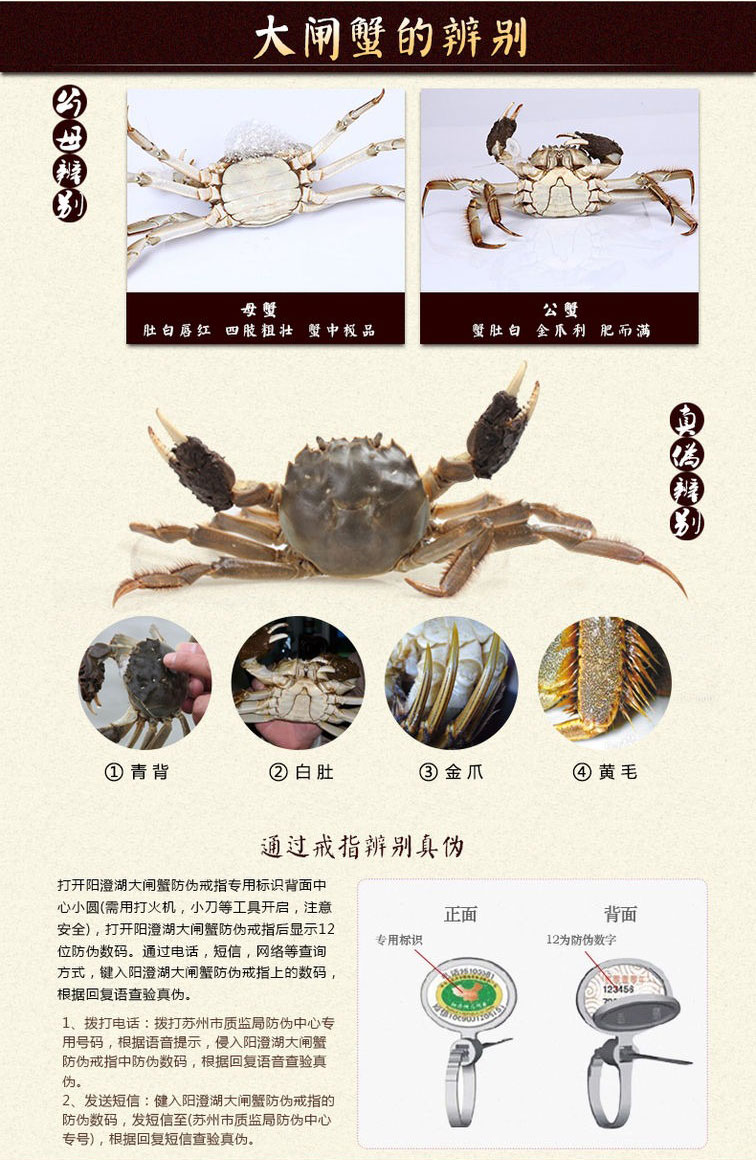 大闸蟹的辨别
公母辨别
母蟹
肚白唇红 四肢粗壮 蟹中极品
公蟹
蟹肚白 金爪利 肥而满
真偽辨别
① 青背
② 白肚
③ 金爪
④ 黄毛
通过戒指辨别真伪
打开阳澄湖大闸蟹防伪戒指专用标识背面中
心小圆(需用打火机，小刀等工具开启，注意
安全)，打开阳澄湖大闸蟹防伪戒指后显示12
位防伪数码。通过电话，短信，网络等查询
方式，键入阳澄湖大闸蟹防伪戒指上的数码，
根据回复语查验真伪。
1、拨打电话：拨打苏州市质监局防伪中心专
用号码，根据语音提示，侵入阳澄湖大闸蟹
防伪戒指中防伪数码，根据回复语音查验真
伪。
2、发送短信：健入阳澄湖大闸蟹防伪戒指的
防伪数码，发短信至(苏州市质监局防伪中心
专号)，根据回复短信查验真伪。
正面
专用标识
背面
12为防伪数字
123456